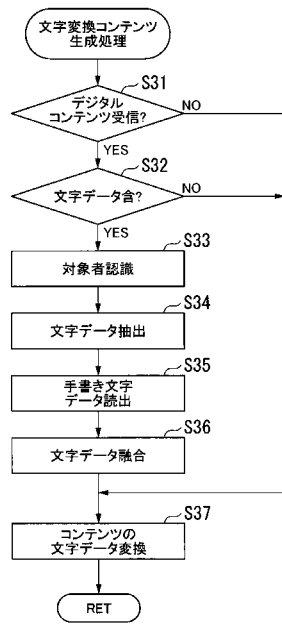 文字変換コンテンツ
生成処理
S31
デジタル
コンテンツ受信?
NO
YES
S32
文字データ含?
NO
YES
S33
対象者認識
S34
文字データ抽出
S35
手書き文字
データ読出
S36
文字データ融合
S37
コンテンツの
文字データ変換
RET